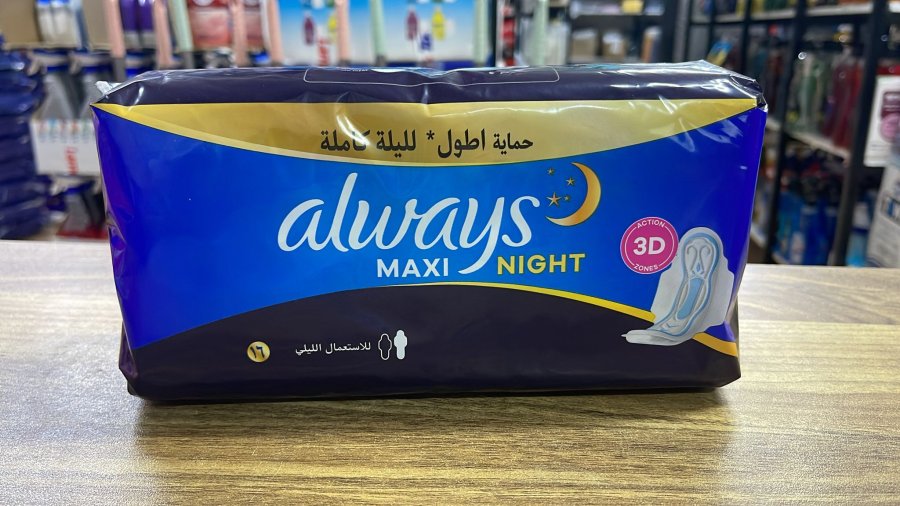 حماية اطول* لليلة كاملة
always
MAXI NIGHT
ACTION
3D
ZONES
للاستعمال الليلي
١٦